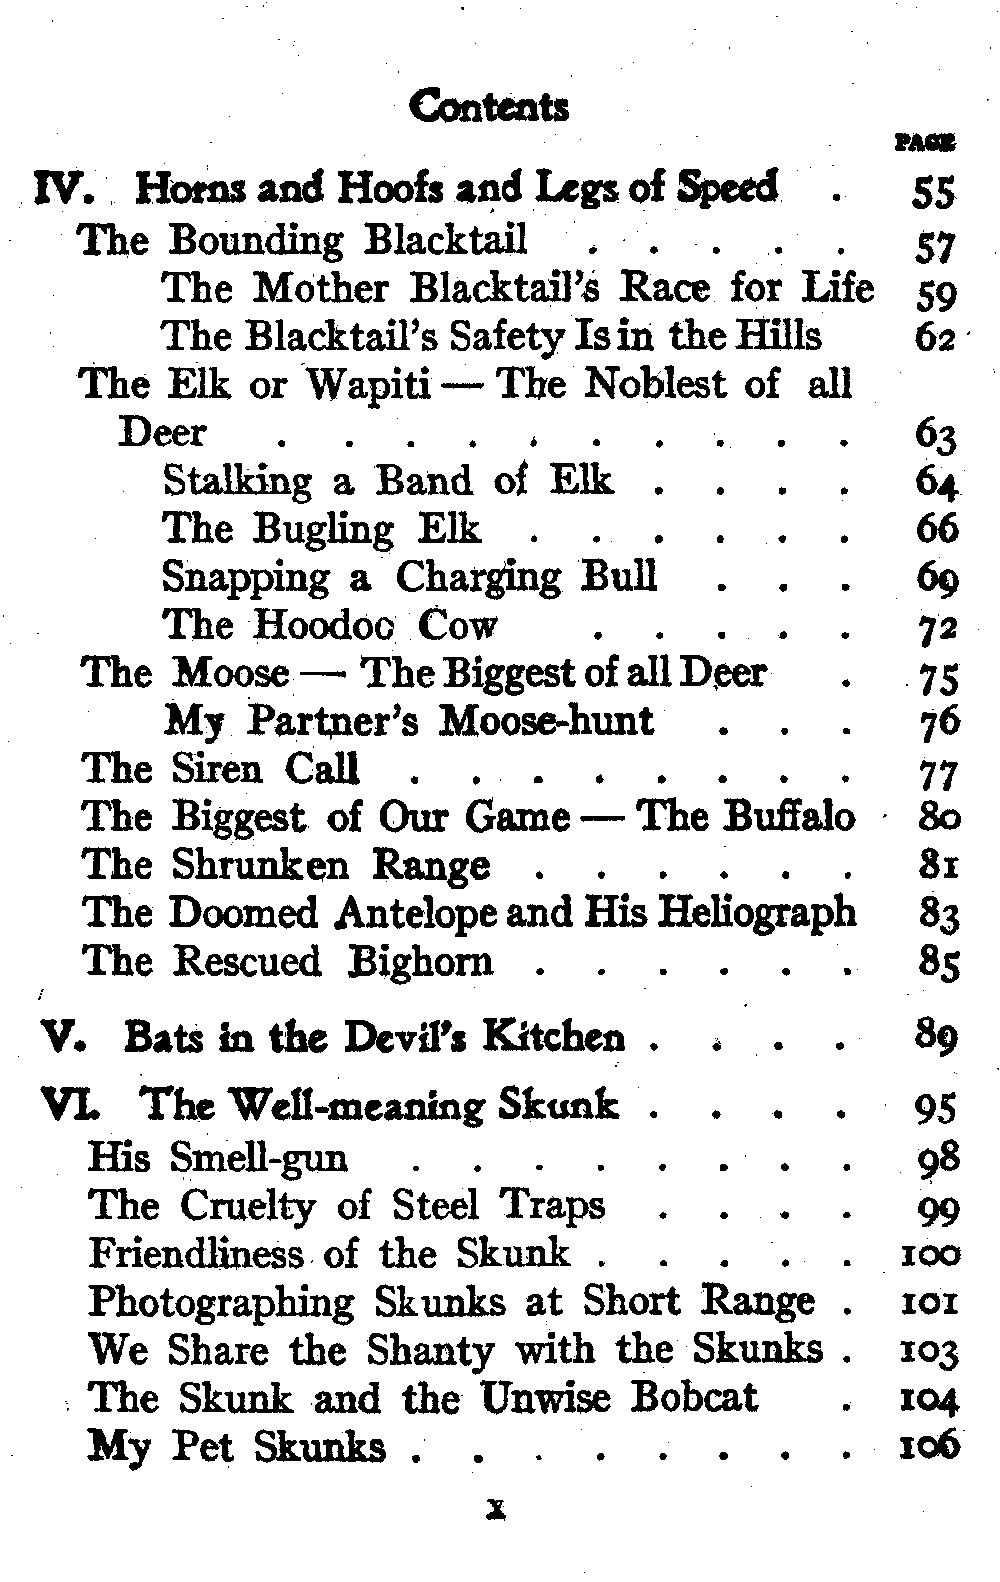 Contents
PAGE
IV. Horns and Hoofs and Legs of Speed . 55
The Bounding Blacktail . . . . . 57
The Mother Blacktail's Race for Life 59
The Blacktail's Safety Is in the Hills 62
The Elk or Wapiti — The Noblest of all
Deer . . . . . . . . . . 63
Stalking a Band of Elk . . . . 64
The Bugling Elk . . . . . . 66
Snapping a Charging Bull . . . 69
The Hoodoo Cow . . . . . 72
The Moose — The Biggest of all Deer . 75
My Partner's Moose-hunt . . . 76
The Siren Call . . . . . . . . 77
The Biggest of Our Game — The Buffalo 80
The Shrunken Range . . . . . . 81
The Doomed Antelope and His Heliograph 83
The Rescued Bighorn . . . . . . 85
V. Bats in the Devil's Kitchen . . . . 89
VI. The Well-meaning Skunk . . . . 95
His Smell-gun . . . . . . . . 98
The Cruelty of Steel Traps . . . . 99
Friendliness of the Skunk . . . . . 100
Photographing Skunks at Short Range . 101
We Share the Shanty with the Skunks . 103
The Skunk and the Unwise Bobcat . 104
My Pet Skunks . . . . . . . . 106
x